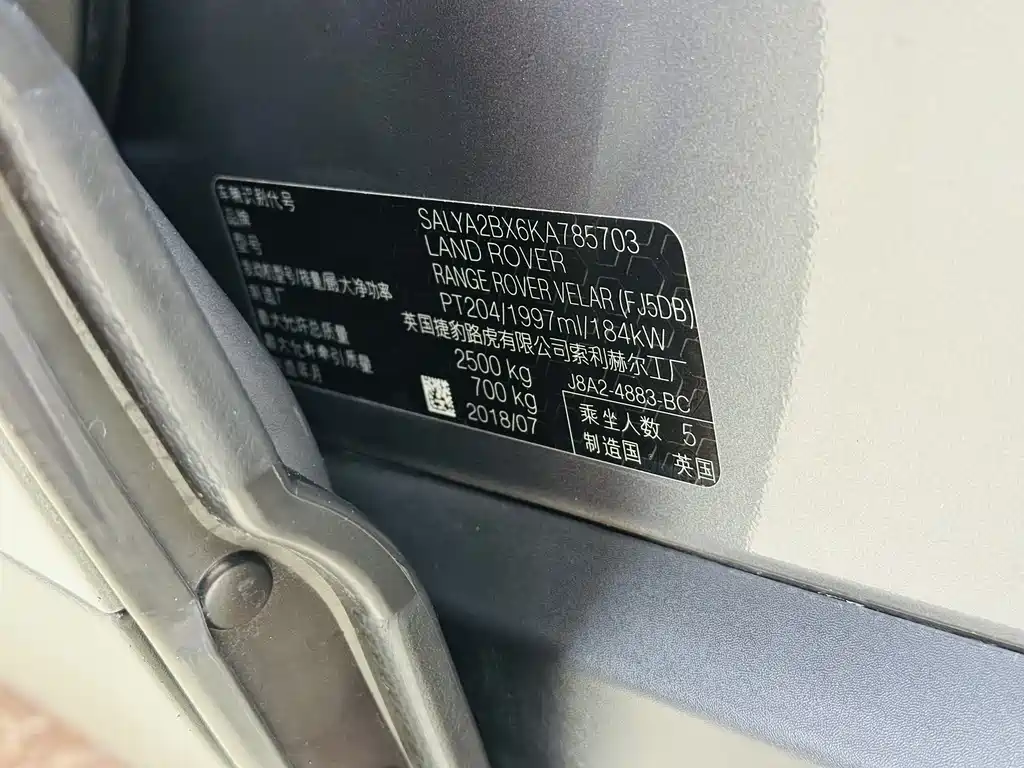 车辆识别代号 SALYA2BX6KA785703
品牌 LAND ROVER
型号 RANGE ROVER VELAR (FJ5DB)
发动机型号/排量/最大净功率 PT204/1997ml/184kW
制造厂 英国捷豹路虎有限公司索利赫尔工厂
最大允许总质量 2500 kg J8A2-4883-BC
最大允许牵引质量 700 kg 乘坐人数 5
年月 2018/07 制造国 英国